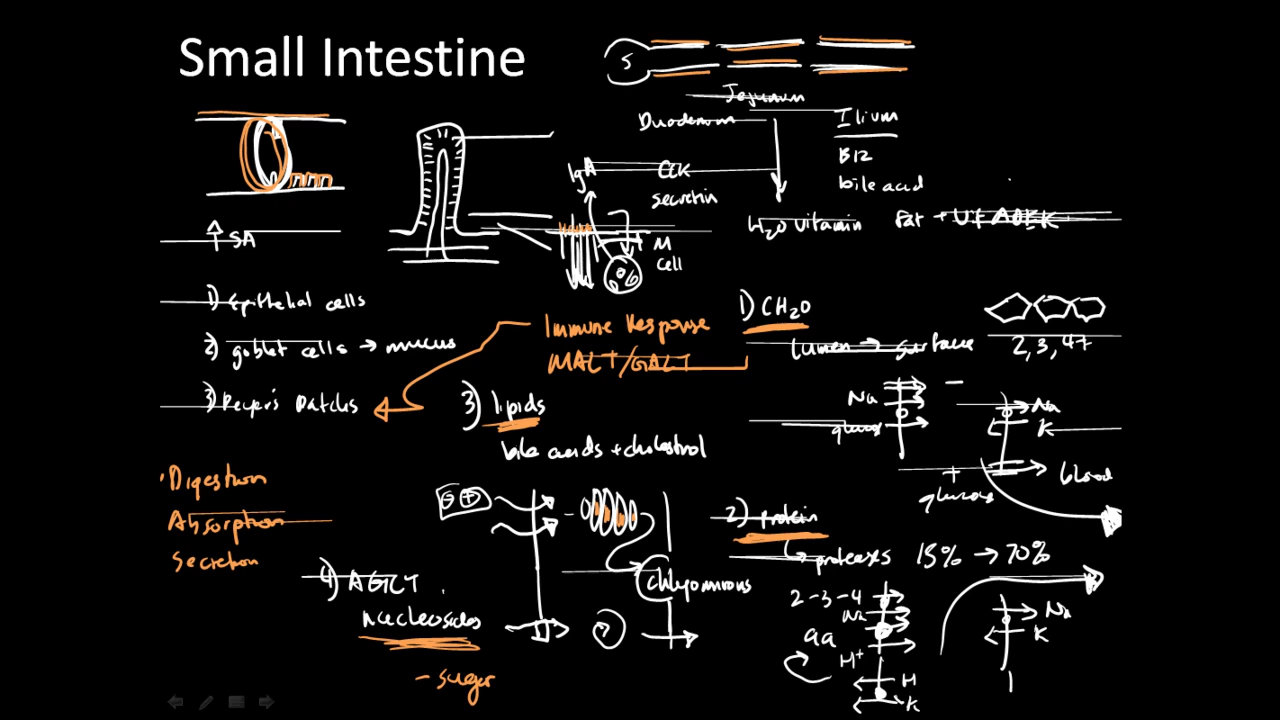 Small Intestine
S
Jejunum
Duodenum
Ilium
B12
bile acid
IgA
CCK
secretin
H2O vitamin
Fat + Vit ADEK
↑ SA
M
cell
1) Epithelial cells
2) goblet cells → mucus
3) Peyer's Patches
Immune Response
MALT/GALT
1) CH2O
lumen → surface
2, 3, 4+
Na
glucose
Na
K
+
glucose
blood
3) lipids
bile acids + cholestrol
Digestion
Absorption
Secretion
2) protein
proteases 15% → 70%
2-3-4
Na
aa
H+
H
K
Na
K
4) AGCT
nucleosides
- sugar